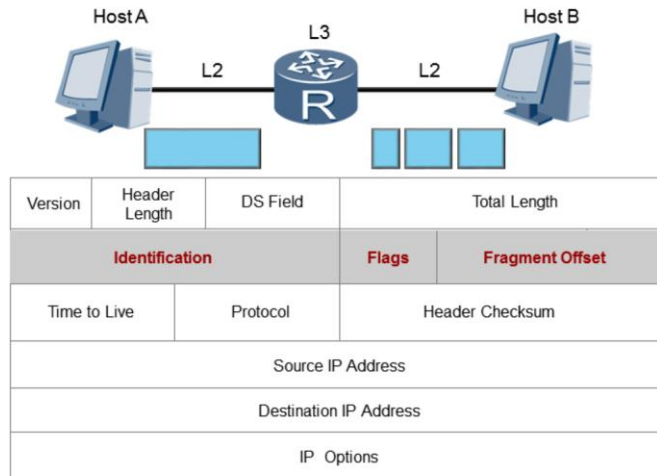 Host A
Host B
L3
L2
L2
R
Version
Header
Length
DS Field
Total Length
Identification
Flags
Fragment Offset
Time to Live
Protocol
Header Checksum
Source IP Address
Destination IP Address
IP Options